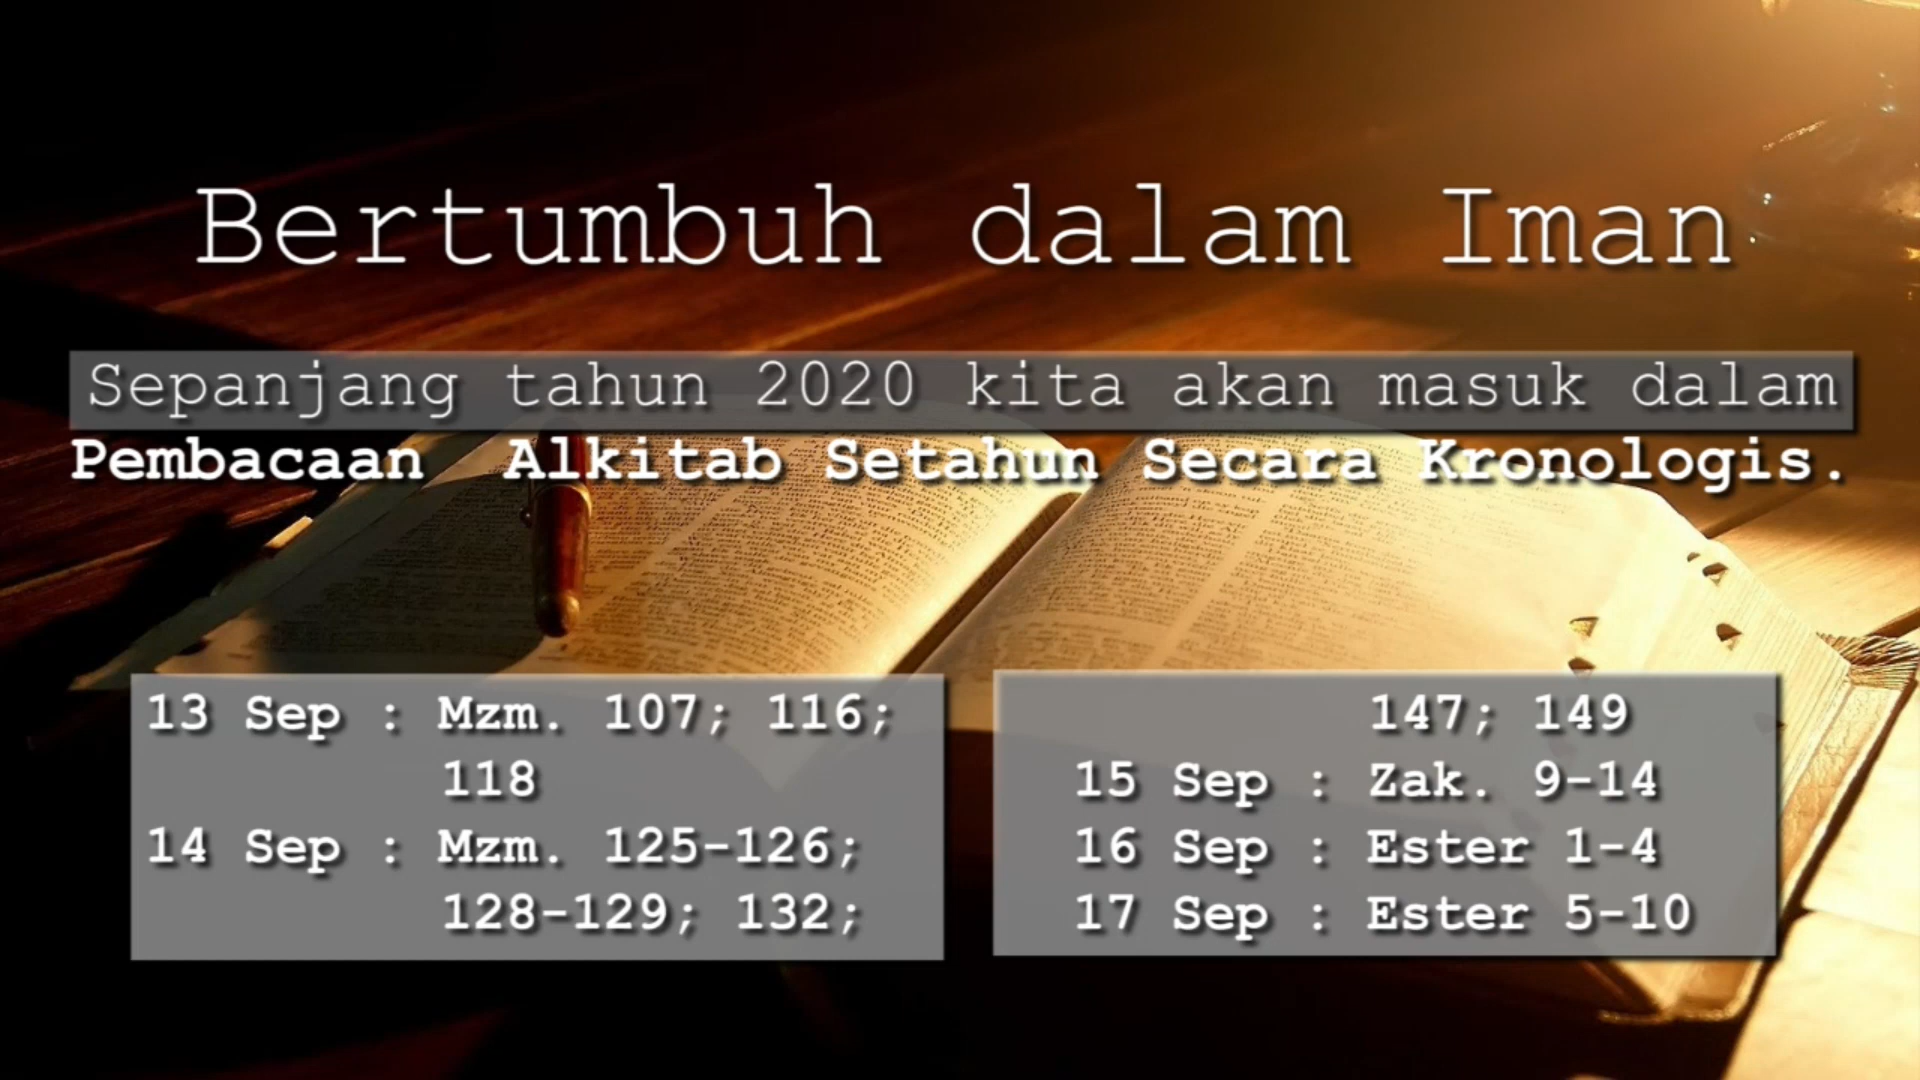 Bertumbuh dalam Iman
Sepanjang tahun 2020 kita akan masuk dalam
Pembacaan Alkitab Setahun Secara Kronologis.
13 Sep : Mzm. 107; 116;
118
14 Sep : Mzm. 125-126;
128-129; 132;
147; 149
15 Sep : Zak. 9-14
16 Sep : Ester 1-4
17 Sep : Ester 5-10